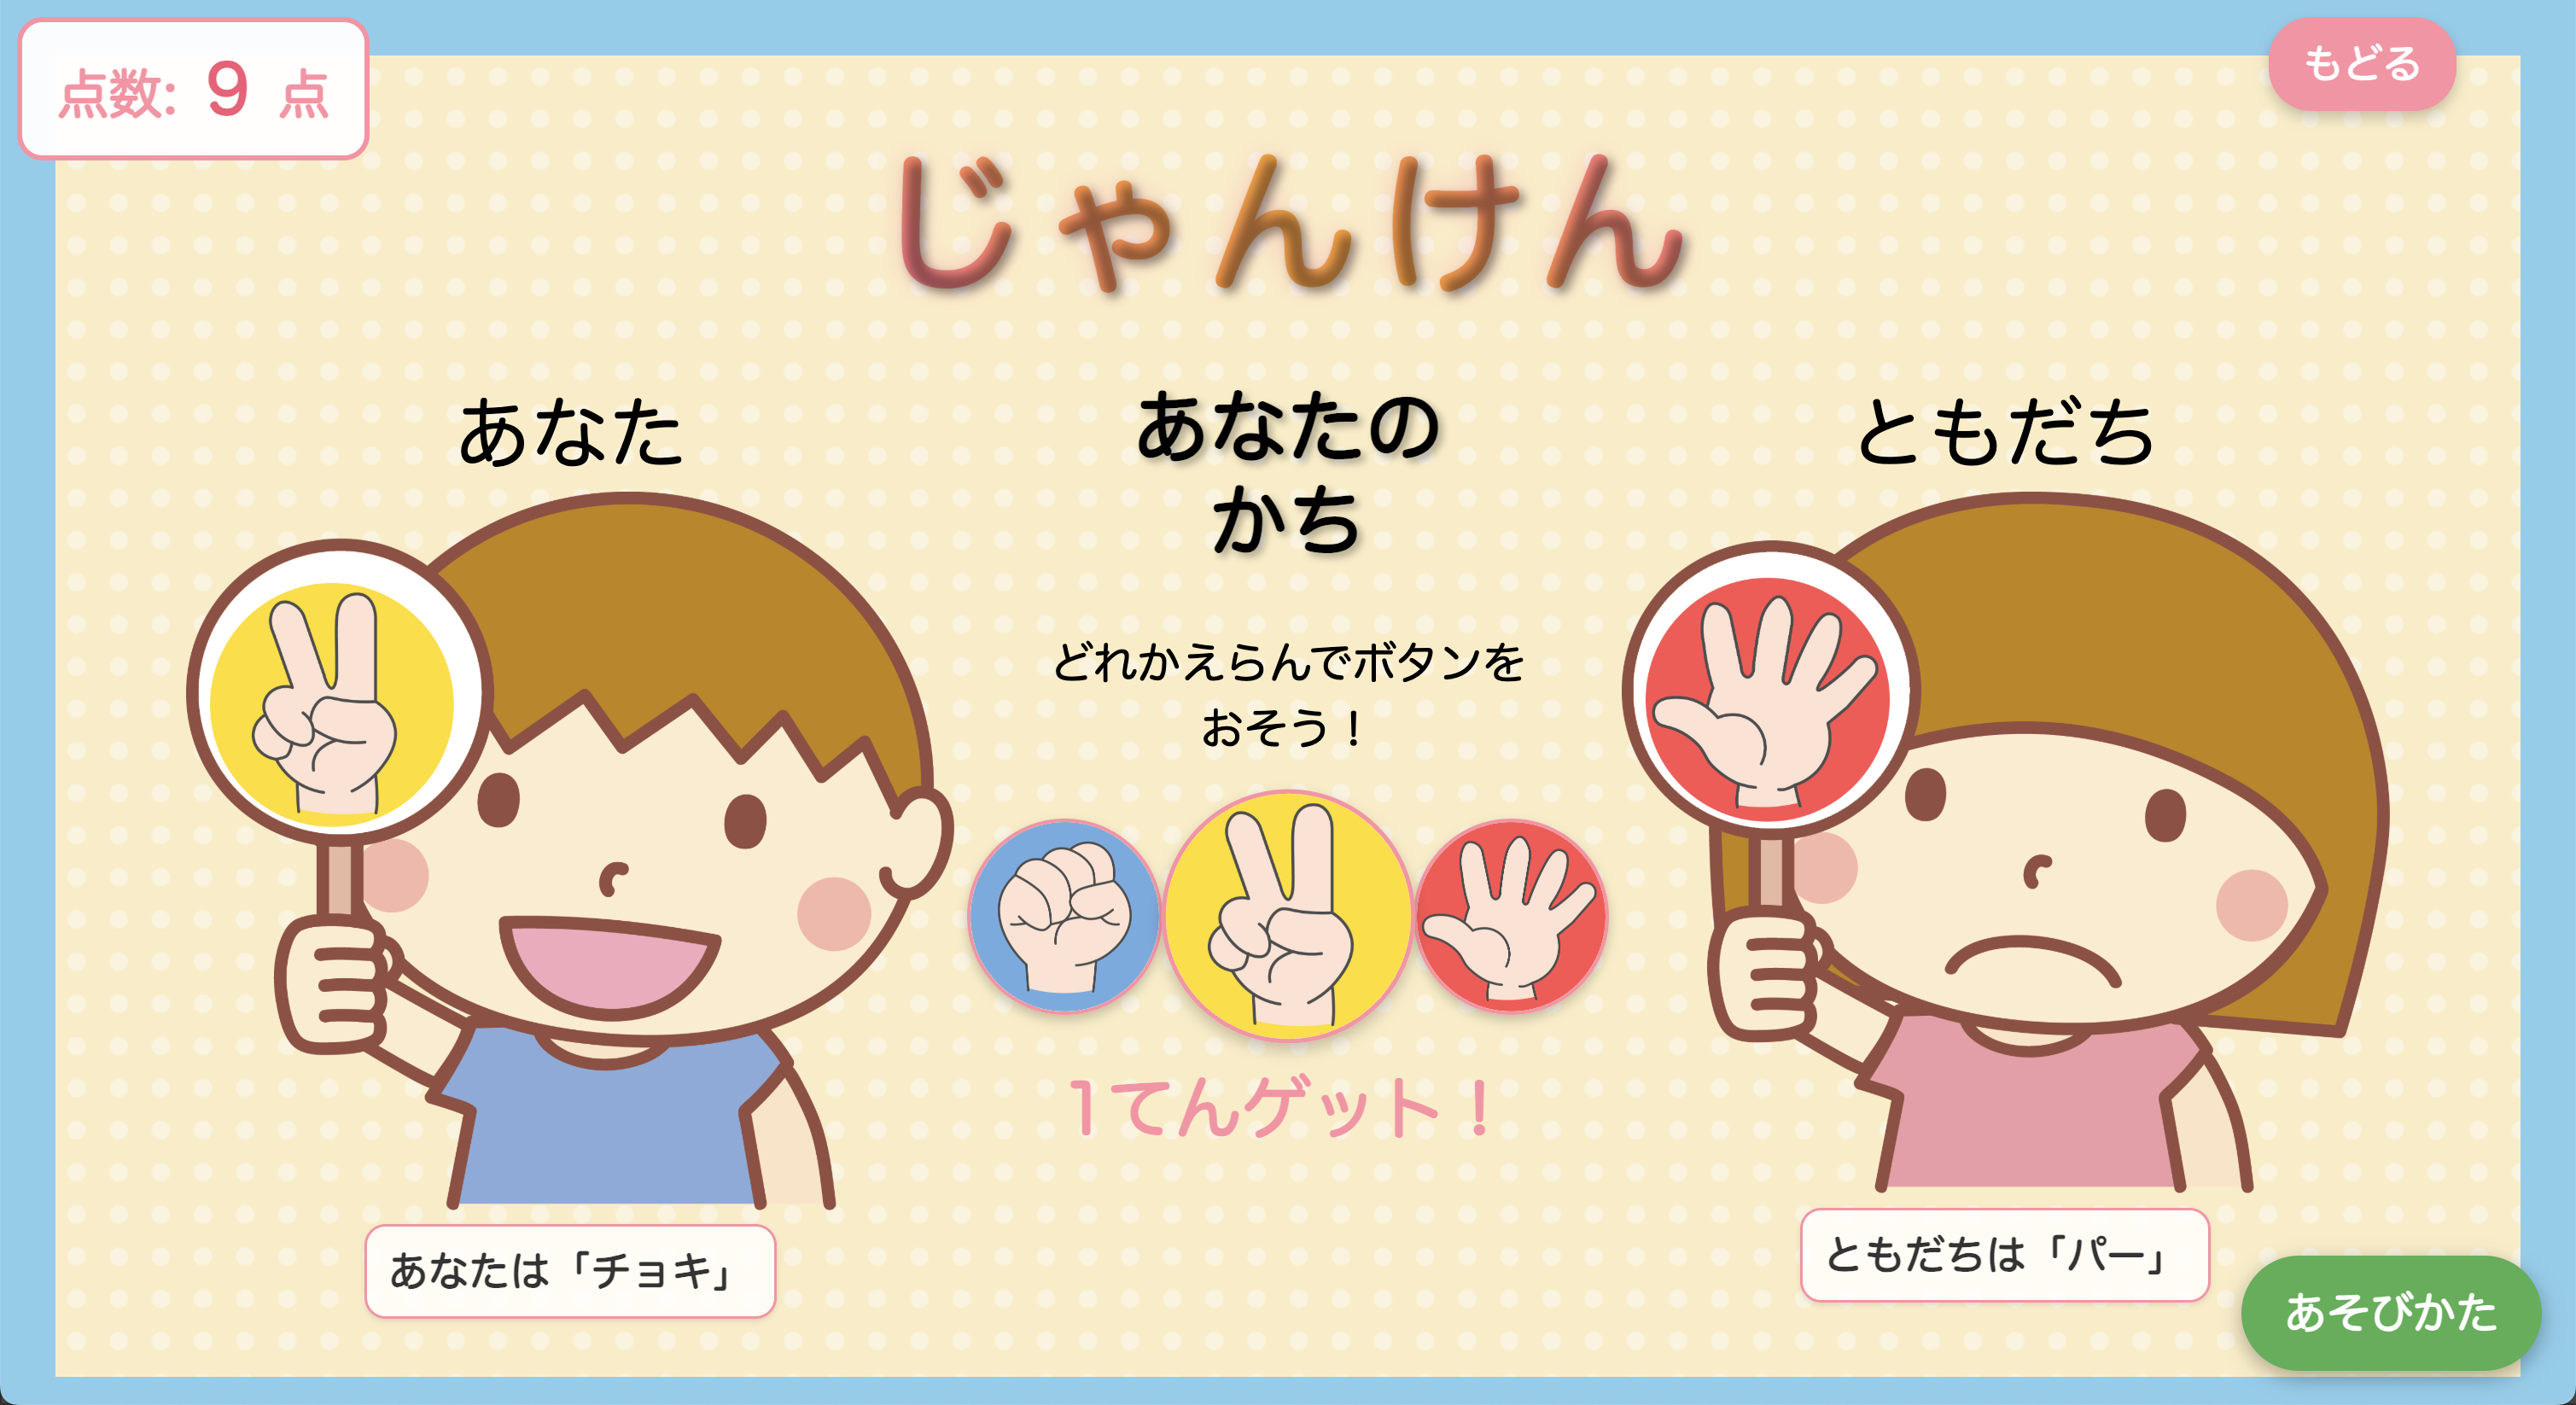 点数: 9 点
もどる
じゃんけん
あなた
あなたの
かち
ともだち
どれかえらんでボタンを
おそう！
1てんゲット！
あなたは「チョキ」
ともだちは「パー」
あそびかた